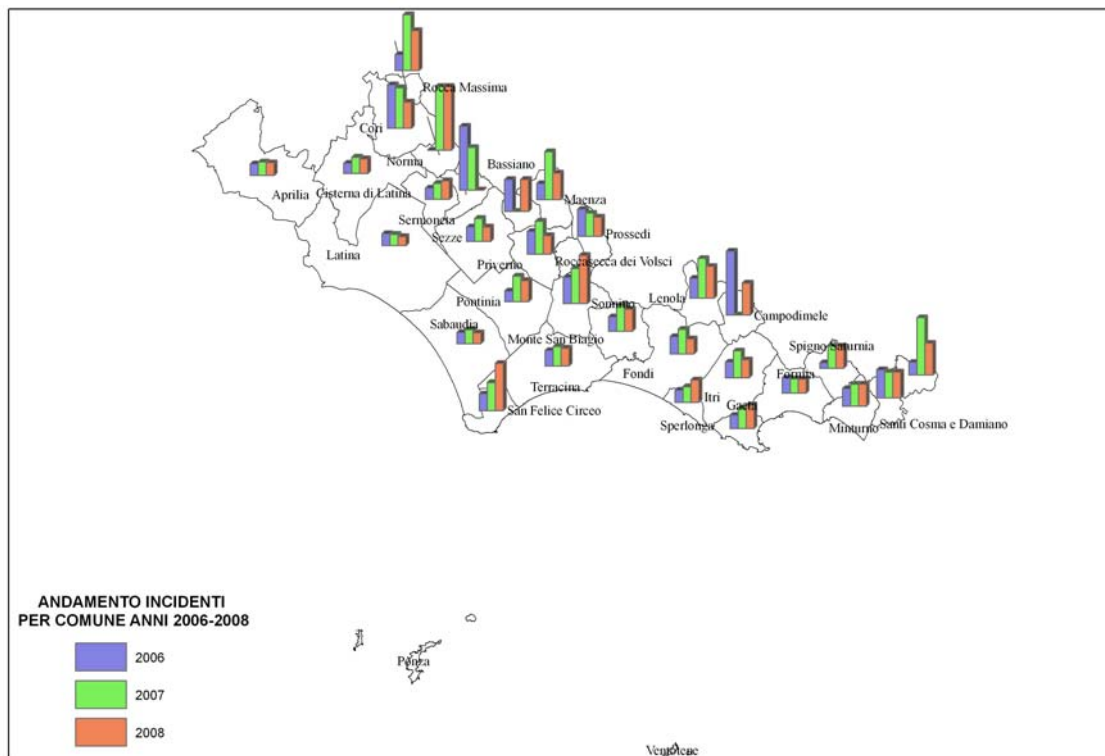 Rocca Massima
Cori
Norma
Bassiano
Aprilia
Cisterna di Latina
Maenza
Sermoneta
Prossedi
Sezze
Latina
Priverno
Roccasecca dei Volsci
Lenola
Pontinia
Sonnino
Campodimele
Sabaudia
Monte San Biagio
Spigno Saturnia
Fondi
Formia
Terracina
Itri
San Felice Circeo
Gaeta
Sperlonga
Minturno
Santi Cosma e Damiano
ANDAMENTO INCIDENTI
PER COMUNE ANNI 2006-2008
2006
2007
2008
Ponza
Ventotene